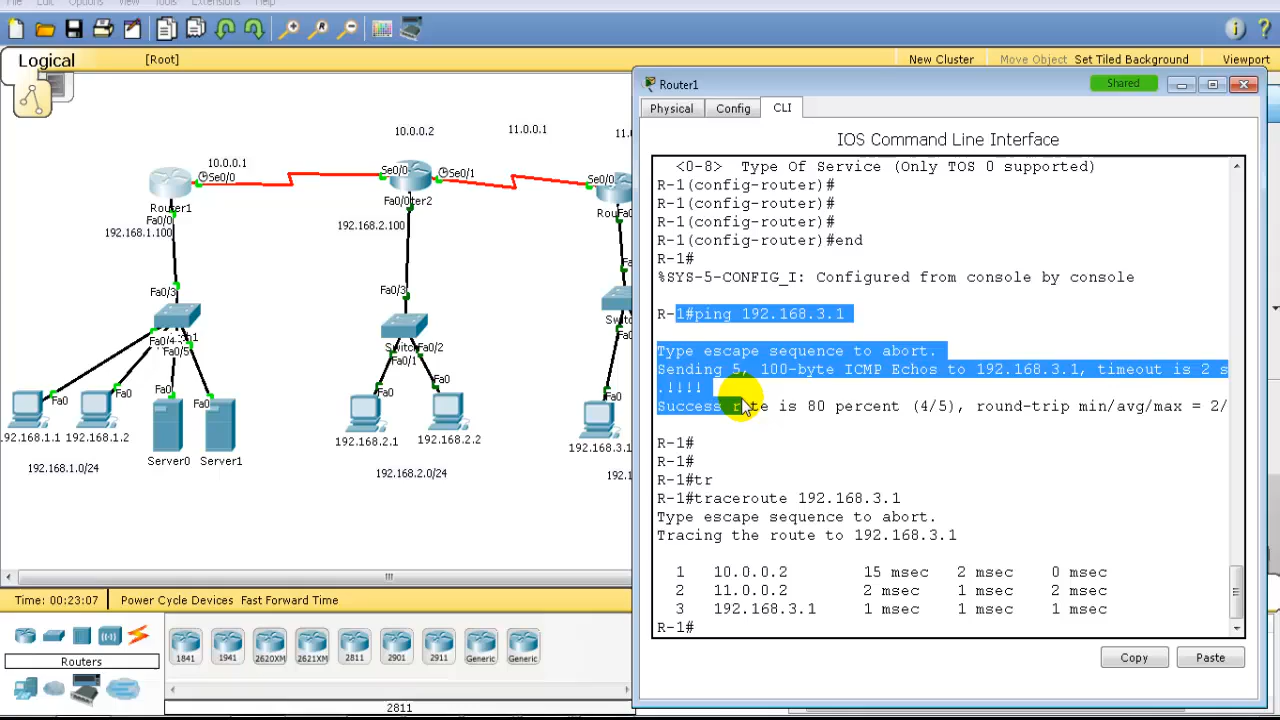 File Edit Options View Tools Extensions Help
Logical
[Root]
New Cluster
Move Object
Set Tiled Background
Viewport
10.0.0.2
11.0.0.1
10.0.0.1
Se0/0
Se0/0
Se0/1
Se0/0
Router1
Fa0/0
192.168.1.100
Fa0/0ter2
192.168.2.100
Fa0/3
Fa0/3
Fa0/4
Fa0/5
Fa0/2
Fa0/1
Fa0
Fa0
Fa0
Fa0
Fa0
Fa0
Fa0
192.168.1.1
192.168.1.2
Server0
Server1
192.168.2.1
192.168.2.2
192.168.3.1
192.168.1.0/24
192.168.2.0/24
Router1
Shared
Physical
Config
CLI
IOS Command Line Interface
<0-8> Type Of Service (Only TOS 0 supported)
R-1(config-router)#
R-1(config-router)#
R-1(config-router)#
R-1(config-router)#end
R-1#
%SYS-5-CONFIG_I: Configured from console by console
R-1#ping 192.168.3.1
Type escape sequence to abort.
Sending 5, 100-byte ICMP Echos to 192.168.3.1, timeout is 2 s
.!!!!
Success rate is 80 percent (4/5), round-trip min/avg/max = 2/
R-1#
R-1#
R-1#tr
R-1#traceroute 192.168.3.1
Type escape sequence to abort.
Tracing the route to 192.168.3.1
1 10.0.0.2 15 msec 2 msec 0 msec
2 11.0.0.2 2 msec 1 msec 2 msec
3 192.168.3.1 1 msec 1 msec 1 msec
R-1#
Copy
Paste
Time: 00:23:07
Power Cycle Devices
Fast Forward Time
Routers
1841
1941
2620XM
2621XM
2811
2901
2911
Generic
Generic
2811